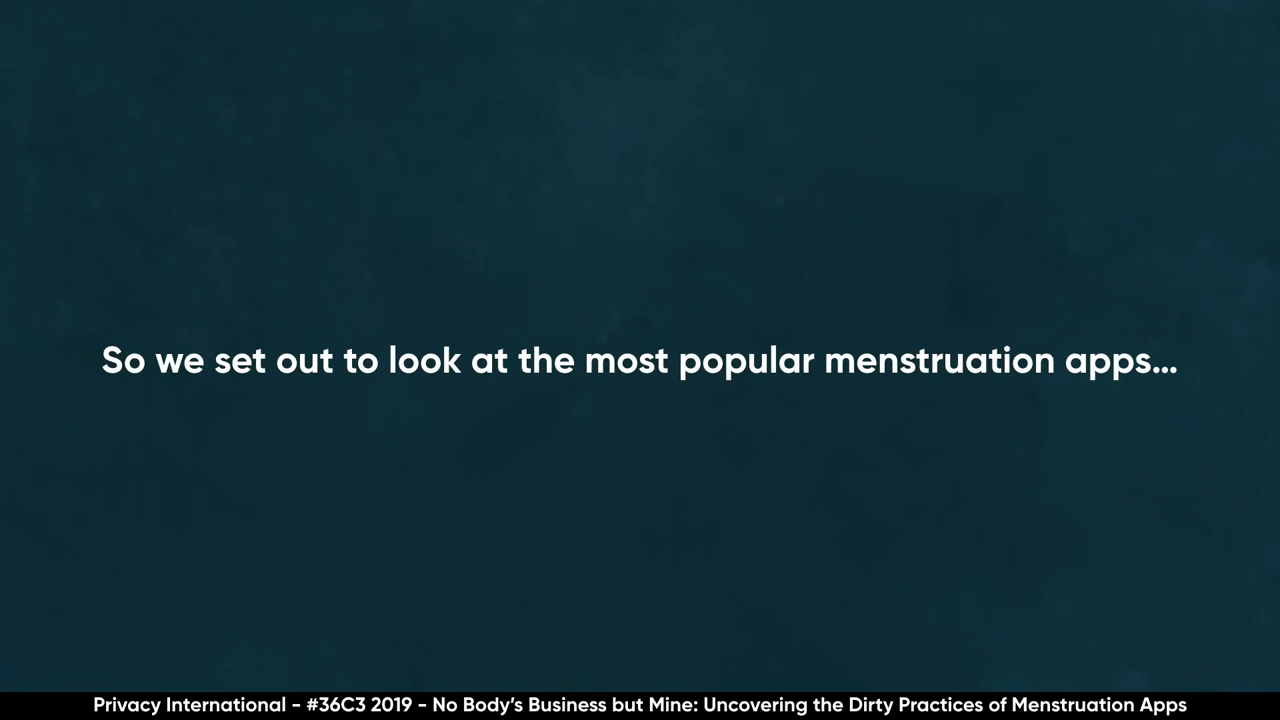 So we set out to look at the most popular menstruation apps...
Privacy International - #36C3 2019 - No Body’s Business but Mine: Uncovering the Dirty Practices of Menstruation Apps